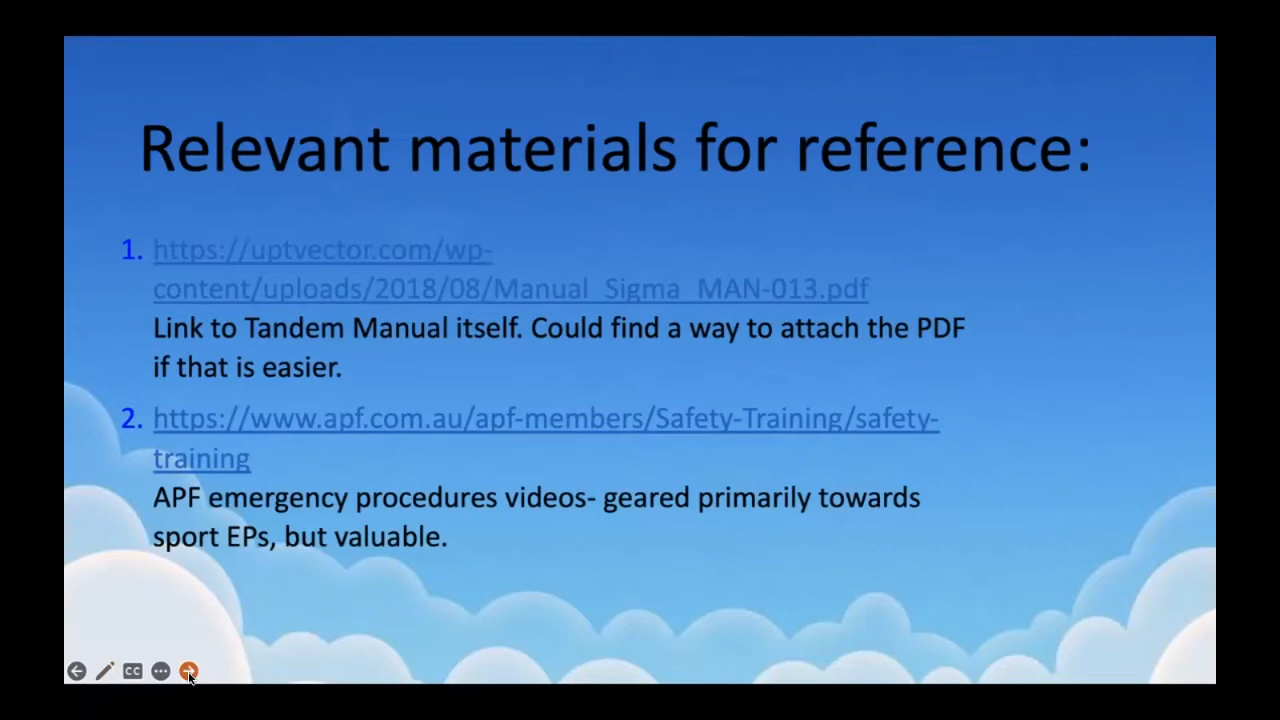 Relevant materials for reference:
1. https://uptvector.com/wp-
content/uploads/2018/08/Manual_Sigma_MAN-013.pdf
Link to Tandem Manual itself. Could find a way to attach the PDF
if that is easier.
2. https://www.apf.com.au/apf-members/Safety-Training/safety-
training
APF emergency procedures videos- geared primarily towards
sport EPs, but valuable.
CC